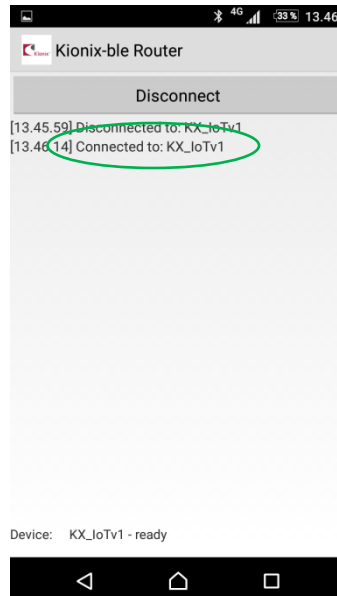 4G 33% 13.46
Kionix Kionix-ble Router
Disconnect
[13.45.59] Disconnected to: KX_IoTv1
[13.46.14] Connected to: KX_IoTv1
Device: KX_IoTv1 - ready